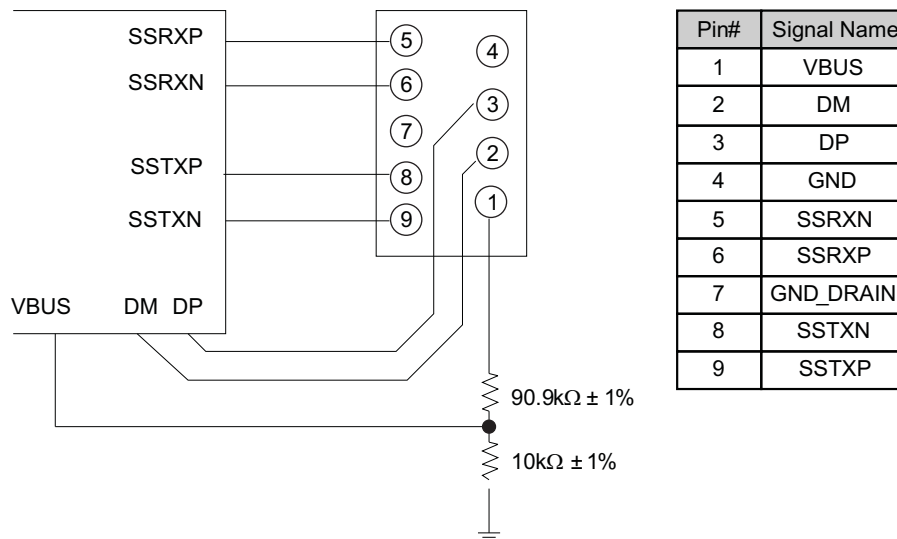 SSRXP
SSRXN
SSTXP
SSTXN
VBUS DM DP
5
6
7
8
9
4
3
2
1
90.9kΩ ± 1%
10kΩ ± 1%
Pin# Signal Name
1 VBUS
2 DM
3 DP
4 GND
5 SSRXN
6 SSRXP
7 GND_DRAIN
8 SSTXN
9 SSTXP